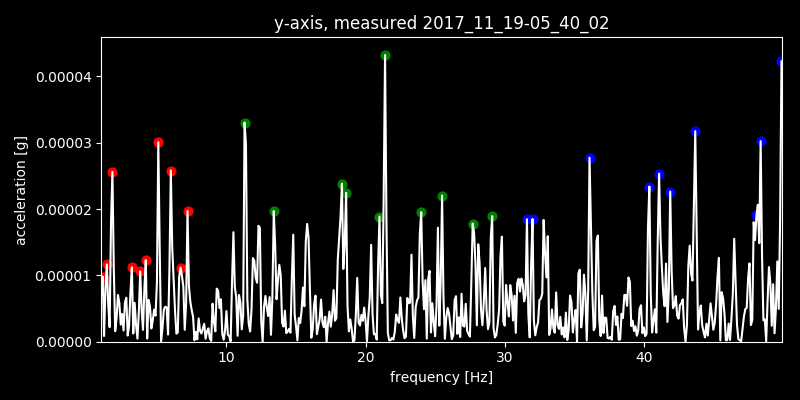 y-axis, measured 2017_11_19-05_40_02
0.00004
0.00003
0.00002
0.00001
0.00000
acceleration [g]
10 20 30 40
frequency [Hz]